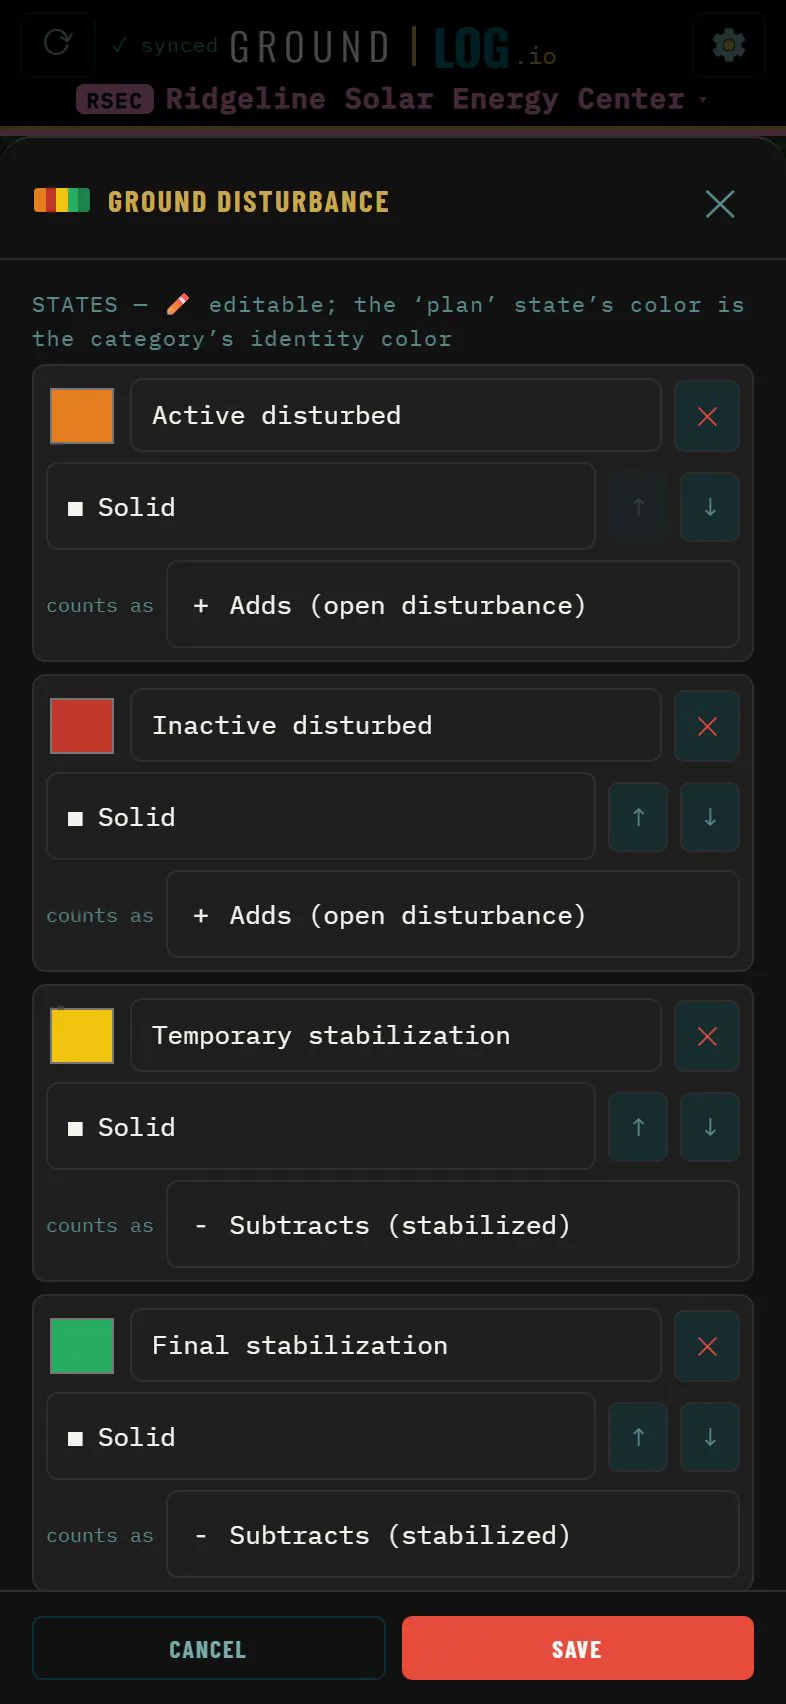 ✓ synced GROUND | LOG.io
RSEC Ridgeline Solar Energy Center ▾
GROUND DISTURBANCE
STATES — ✏️ editable; the ‘plan’ state’s color is
the category’s identity color
Active disturbed
■ Solid ↑ ↓
counts as + Adds (open disturbance)
Inactive disturbed
■ Solid ↑ ↓
counts as + Adds (open disturbance)
Temporary stabilization
■ Solid ↑ ↓
counts as - Subtracts (stabilized)
Final stabilization
■ Solid ↑ ↓
counts as - Subtracts (stabilized)
CANCEL SAVE